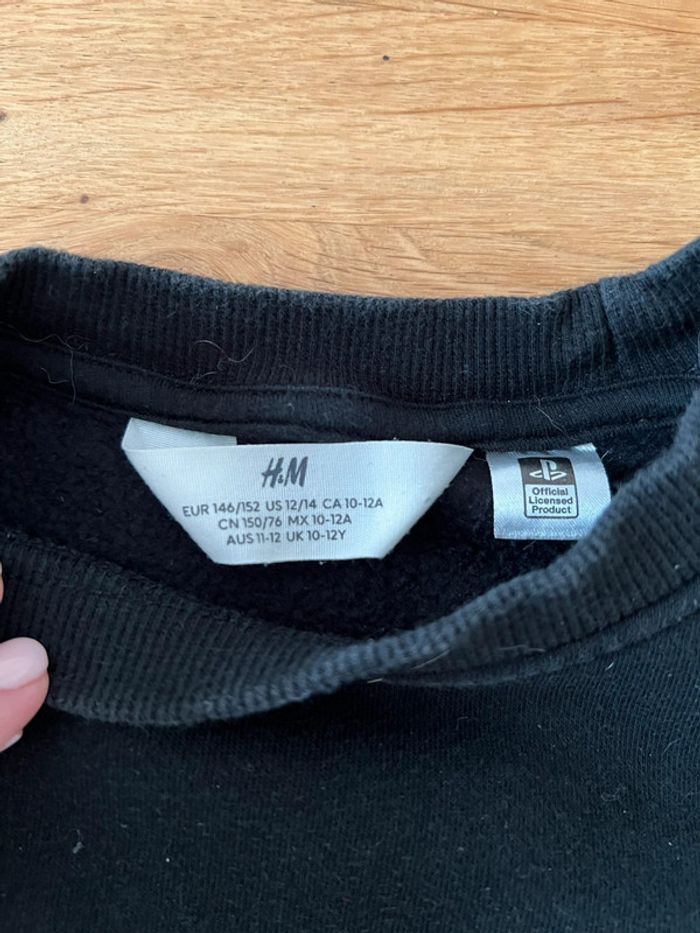 H&M
EUR 146/152 US 12/14 CA 10-12A
CN 150/76 MX 10-12A
AUS 11-12 UK 10-12Y
Official
Licensed
Product